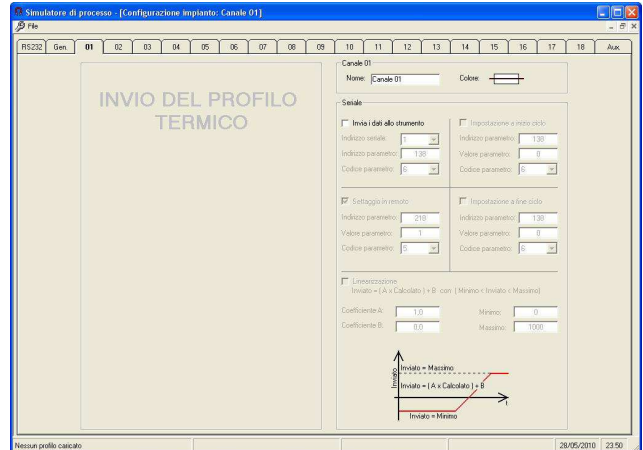 Simulatore di processo - [Configurazione impianto: Canale 01]
File
RS232 Gen. 01 02 03 04 05 06 07 08 09 10 11 12 13 14 15 16 17 18 Aux.
INVIO DEL PROFILO
TERMICO
Canale 01
Nome: Canale 01 Colore:
Seriale
Invia i dati allo strumento
Indirizzo seriale: 1
Indirizzo parametro: 138
Codice parametro: 6
Impostazione a inizio ciclo
Indirizzo parametro: 138
Valore parametro: 0
Codice parametro: 6
Settaggio in remoto
Indirizzo parametro: 218
Valore parametro: 1
Codice parametro: 5
Impostazione a fine ciclo
Indirizzo parametro: 138
Valore parametro: 0
Codice parametro: 6
Linearizzazione
Inviato = ( A x Calcolato ) + B con ( Minimo < Inviato < Massimo)
Coefficiente A: 1,0 Minimo: 0
Coefficiente B: 0,0 Massimo: 1000
Inviato
Inviato = Massimo
Inviato = ( A x Calcolato ) + B
t
Inviato = Minimo
Nessun profilo caricato 28/05/2010 23.50